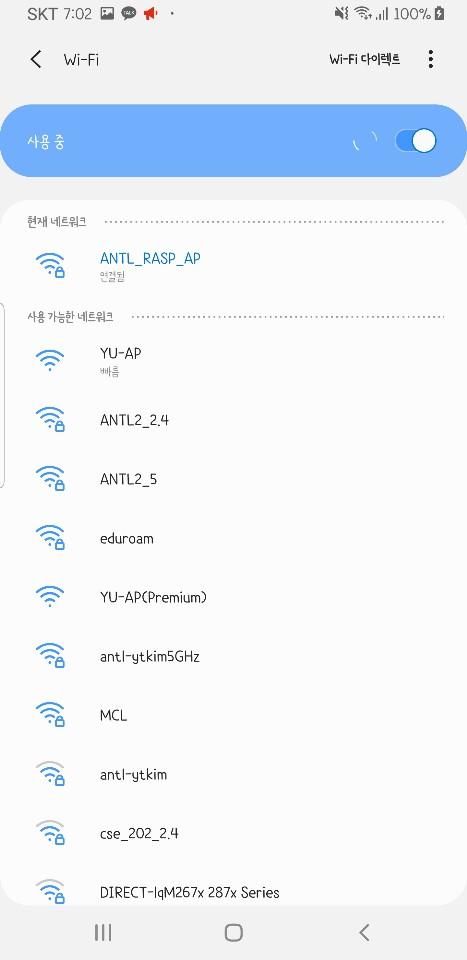 SKT 7:02 TALK 100%
Wi-Fi Wi-Fi 다이렉트
사용 중
현재 네트워크
ANTL_RASP_AP
연결됨
사용 가능한 네트워크
YU-AP
빠름
ANTL2_2.4
ANTL2_5
eduroam
YU-AP(Premium)
antl-ytkim5GHz
MCL
antl-ytkim
cse_202_2.4
DIRECT-IqM267x 287x Series